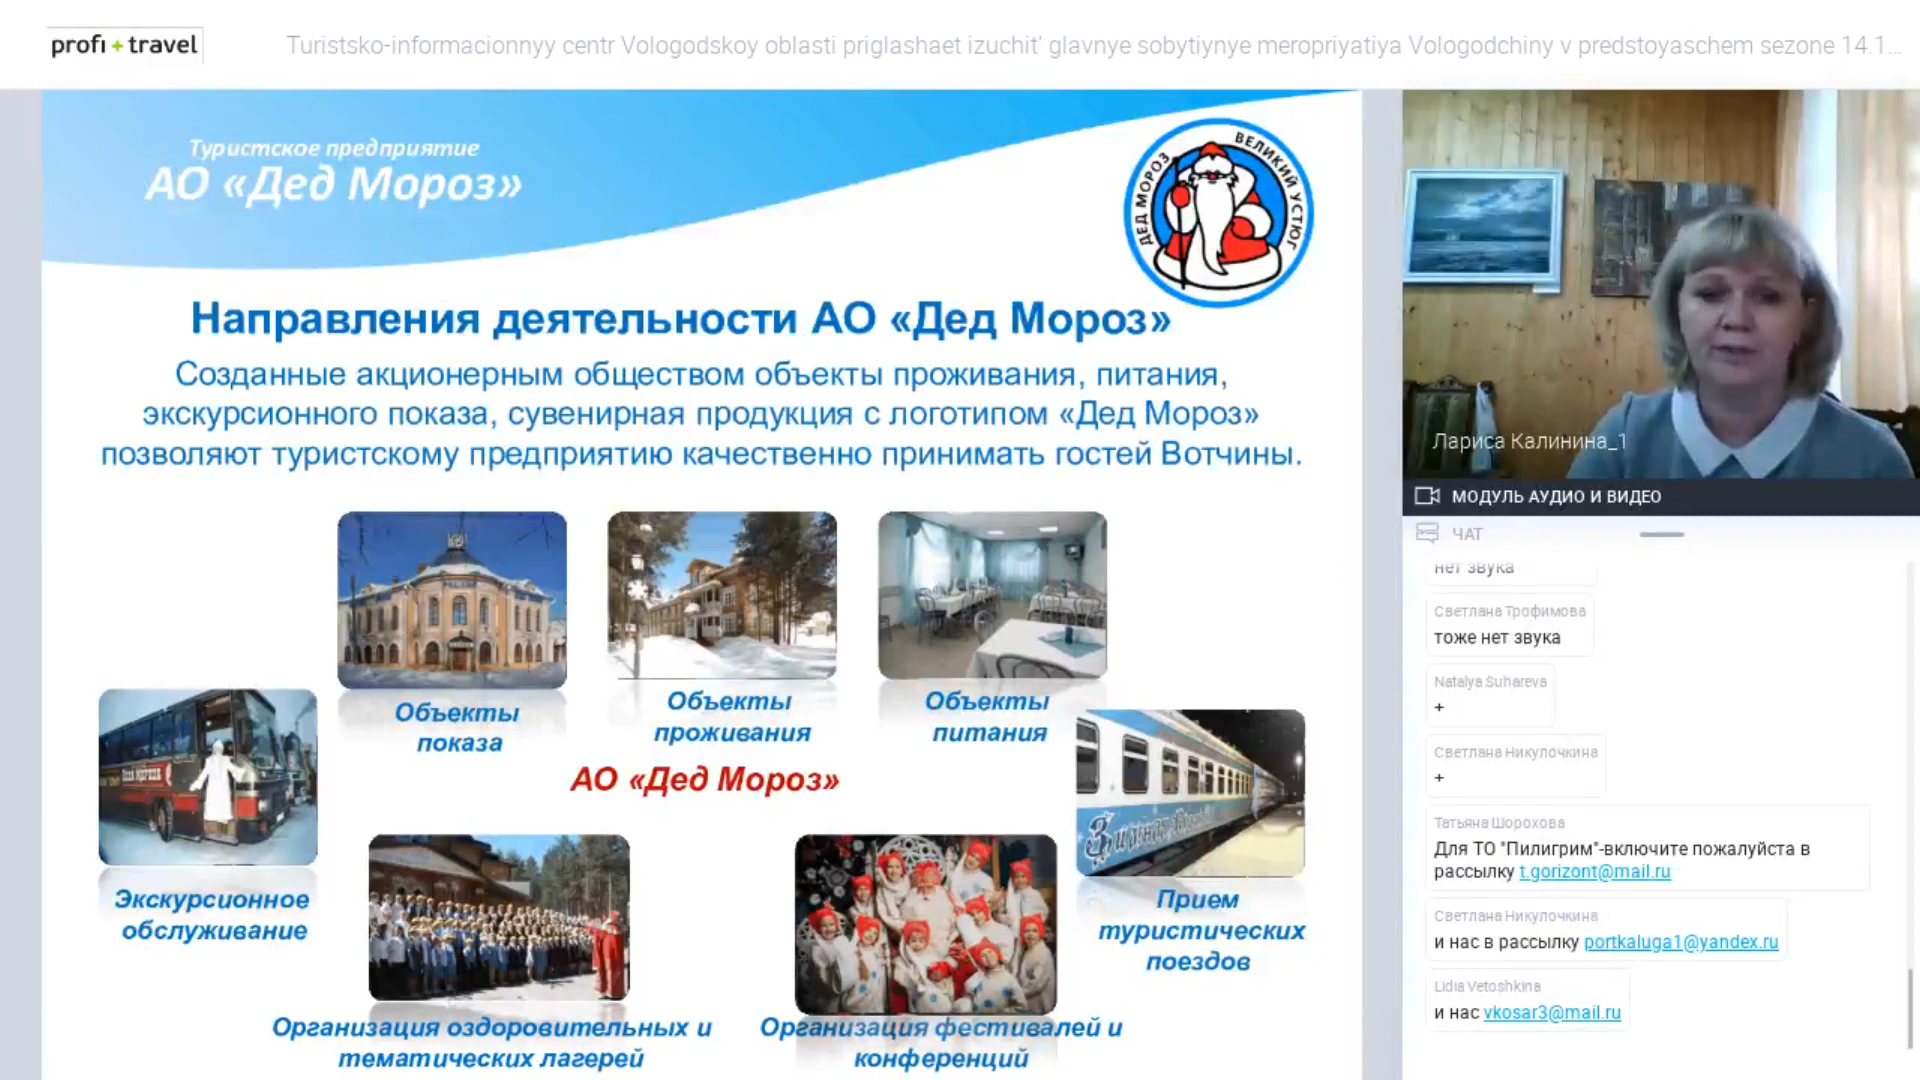 profi + travel
Turistsko-informacionnyy centr Vologodskoy oblasti priglashaet izuchit' glavnye sobytiynye meropriyatiya Vologodchiny v predstoyaschem sezone 14.1...
Туристское предприятие
АО «Дед Мороз»
ДЕД МОРОЗ ВЕЛИКИЙ УСТЮГ
Направления деятельности АО «Дед Мороз»
Созданные акционерным обществом объекты проживания, питания,
экскурсионного показа, сувенирная продукция с логотипом «Дед Мороз»
позволяют туристскому предприятию качественно принимать гостей Вотчины.
Объекты
показа
Объекты
проживания
Объекты
питания
АО «Дед Мороз»
Экскурсионное
обслуживание
Прием
туристических
поездов
Организация оздоровительных и
тематических лагерей
Организация фестивалей и
конференций
Лариса Калинина_1
МОДУЛЬ АУДИО И ВИДЕО
ЧАТ
нет звука
Светлана Трофимова
тоже нет звука
Natalya Suhareva
+
Светлана Никулочкина
+
Татьяна Шорохова
Для ТО "Пилигрим"-включите пожалуйста в
рассылку t.gorizont@mail.ru
Светлана Никулочкина
и нас в рассылку portkaluga1@yandex.ru
Lidia Vetoshkina
и нас vkosar3@mail.ru